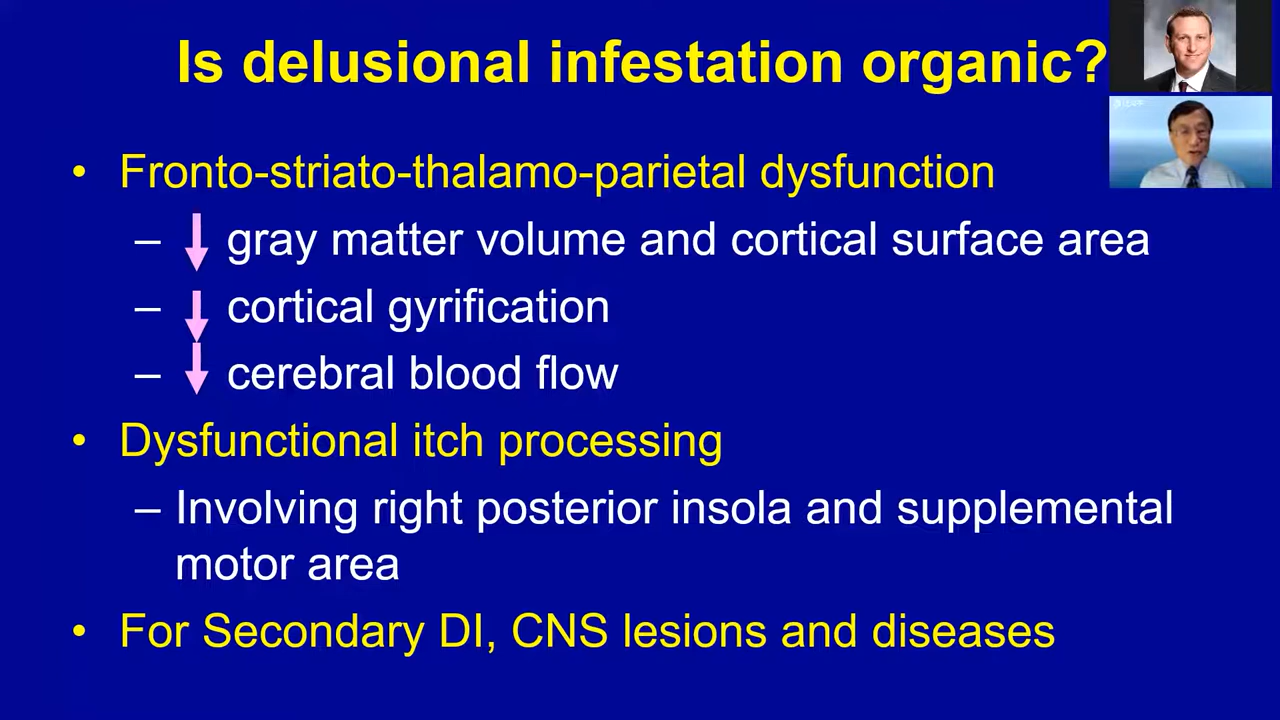 Is delusional infestation organic?
• Fronto-striato-thalamo-parietal dysfunction
– ↓ gray matter volume and cortical surface area
– ↓ cortical gyrification
– ↓ cerebral blood flow
• Dysfunctional itch processing
– Involving right posterior insola and supplemental
motor area
• For Secondary DI, CNS lesions and diseases